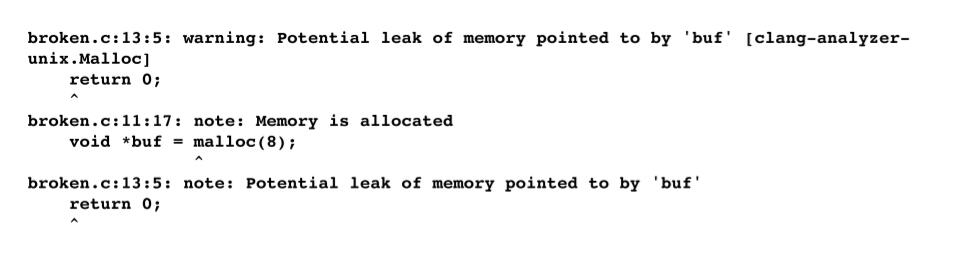 broken.c:13:5: warning: Potential leak of memory pointed to by 'buf' [clang-analyzer-
unix.Malloc]
    return 0;
    ^
broken.c:11:17: note: Memory is allocated
    void *buf = malloc(8);
                ^
broken.c:13:5: note: Potential leak of memory pointed to by 'buf'
    return 0;
    ^